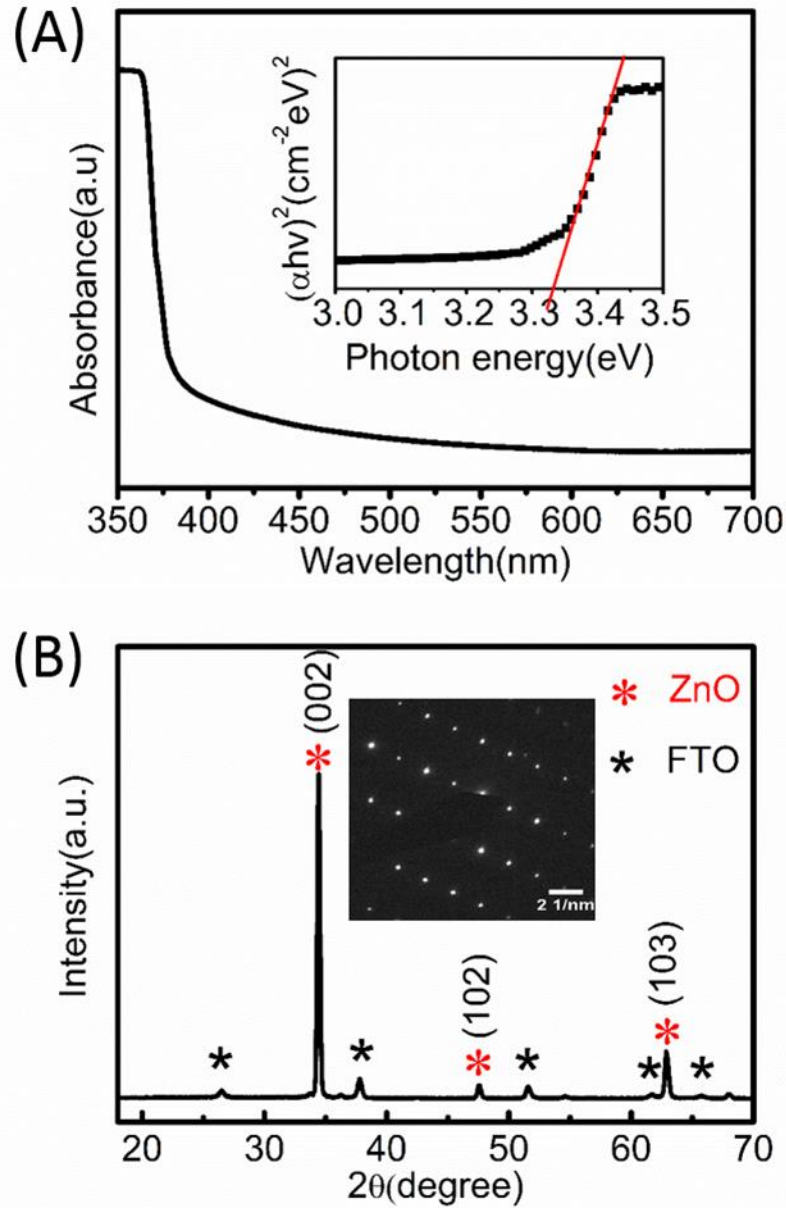 (A)
Absorbance(a.u)
(αhν)²(cm⁻²eV)²
3.0 3.1 3.2 3.3 3.4 3.5
Photon energy(eV)
350 400 450 500 550 600 650 700
Wavelength(nm)
(B)
Intensity(a.u.)
(002)
* ZnO
* FTO
2 1/nm
(102)
(103)
20 30 40 50 60 70
2θ(degree)